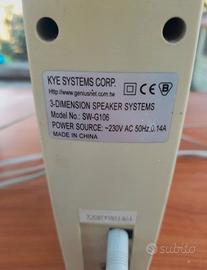 KYE SYSTEMS CORP.
www.geniusnet.com.tw
3-DIMENSION SPEAKER SYSTEMS
Model No.: SW-G106
POWER SOURCE: ~230V AC 50Hz, 0.14A
MADE IN CHINA
subito